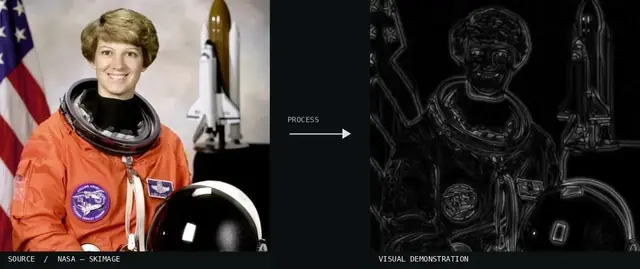 PROCESS
SOURCE / NASA — SKIMAGE
VISUAL DEMONSTRATION